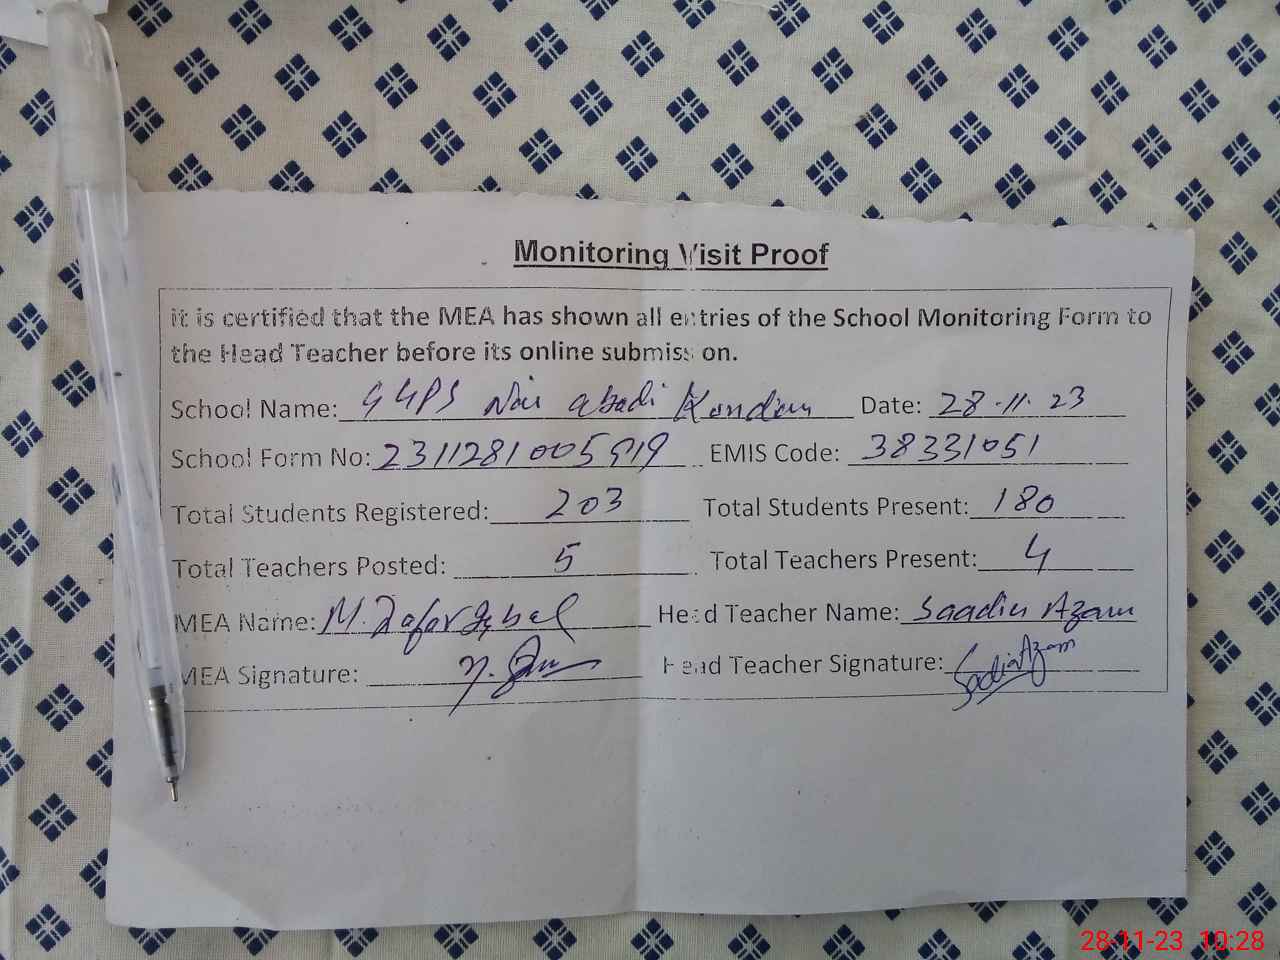 Monitoring Visit Proof
it is certified that the MEA has shown all entries of the School Monitoring Form to
the Head Teacher before its online submission.
School Name: GGPS Nai abadi Kundian Date: 28-11-23
School Form No: 2311281005919 EMIS Code: 38331051
Total Students Registered: 203 Total Students Present: 180
Total Teachers Posted: 5 Total Teachers Present: 4
MEA Name: M. Zafar Iqbal Head Teacher Name: Saadia Azam
MEA Signature: Head Teacher Signature: Sadia Azam
28-11-23 10:28